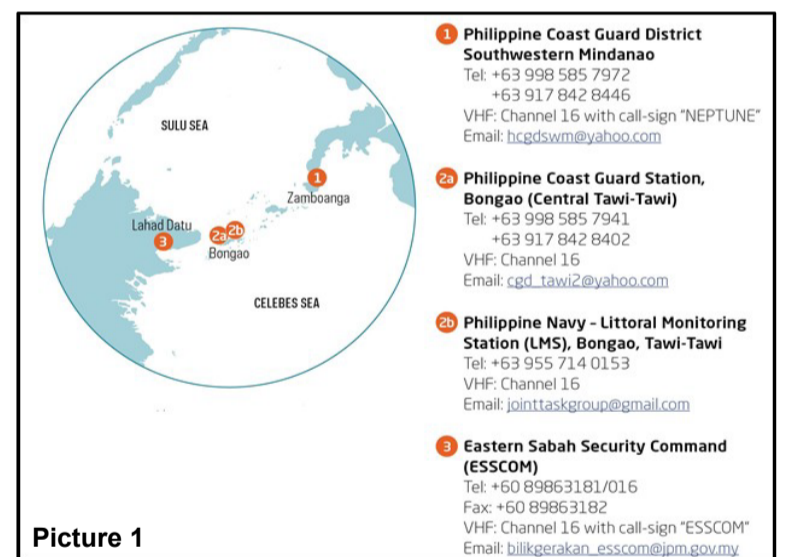 SULU SEA
1
Zamboanga
Lahad Datu
3
2a 2b
Bongao
CELEBES SEA
Picture 1
1 Philippine Coast Guard District
Southwestern Mindanao
Tel: +63 998 585 7972
+63 917 842 8446
VHF: Channel 16 with call-sign "NEPTUNE"
Email: hcgdswm@yahoo.com
2a Philippine Coast Guard Station,
Bongao (Central Tawi-Tawi)
Tel: +63 998 585 7941
+63 917 842 8402
VHF: Channel 16
Email: cgd_tawi2@yahoo.com
2b Philippine Navy – Littoral Monitoring
Station (LMS), Bongao, Tawi-Tawi
Tel: +63 955 714 0153
VHF: Channel 16
Email: jointtaskgroup@gmail.com
3 Eastern Sabah Security Command
(ESSCOM)
Tel: +60 89863181/016
Fax: +60 89863182
VHF: Channel 16 with call-sign "ESSCOM"
Email: bilikgerakan_esscom@jpm.gov.my